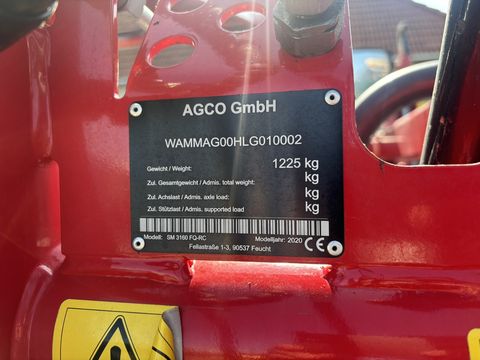 AGCO GmbH
WAMMAG00HLG010002
Gewicht / Weight: 1225 kg
Zul. Gesamtgewicht / Admis. total weight: kg
Zul. Achslast / Admis. axle load: kg
Zul. Stützlast / Admis. supported load kg
Modell: SM 3160 FQ-RC Modelljahr: 2020 CE
Fellastraße 1-3, 90537 Feucht